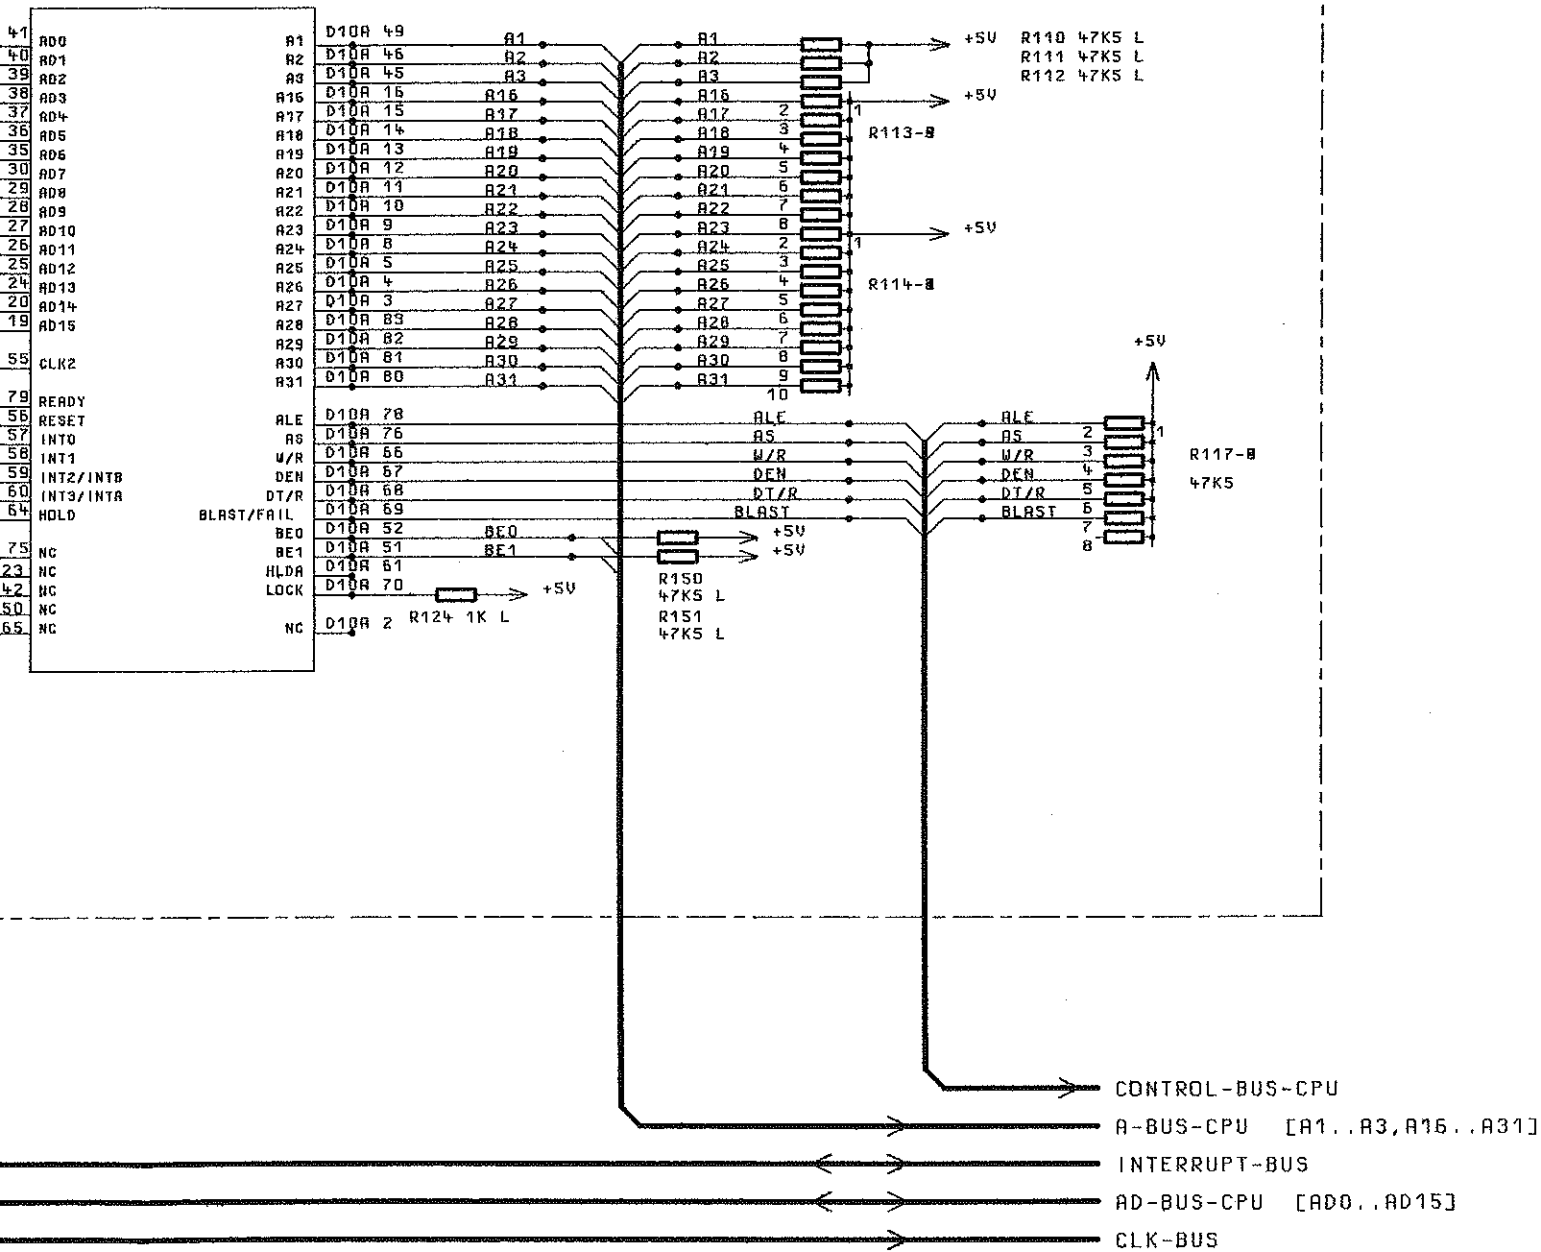 41 AD0 A1 D10A 49 A1 A1 +5V R110 47K5 L
40 AD1 A2 D10A 46 A2 A2 R111 47K5 L
39 AD2 A3 D10A 45 A3 A3 R112 47K5 L
38 AD3 A16 D10A 16 A16 A16 +5V
37 AD4 A17 D10A 15 A17 A17 2 1
36 AD5 A18 D10A 14 A18 A18 3 R113-
35 AD6 A19 D10A 13 A19 A19 4
30 AD7 A20 D10A 12 A20 A20 5
29 AD8 A21 D10A 11 A21 A21 6
28 AD9 A22 D10A 10 A22 A22 7
27 AD10 A23 D10A 9 A23 A23 8 +5V
26 AD11 A24 D10A 8 A24 A24 2 1
25 AD12 A25 D10A 5 A25 A25 3
24 AD13 A26 D10A 4 A26 A26 4 R114-
20 AD14 A27 D10A 3 A27 A27 5
19 AD15 A28 D10A 83 A28 A28 6
A29 D10A 82 A29 A29 7 +5V
55 CLK2 A30 D10A 81 A30 A30 8
A31 D10A 80 A31 A31 9
79 READY 10
56 RESET ALE D10A 78 ALE ALE
57 INT0 AS D10A 76 AS AS 2 1
58 INT1 W/R D10A 66 W/R W/R 3 R117-
59 INT2/INTB DEN D10A 67 DEN DEN 4
60 INT3/INTA DT/R D10A 68 DT/R DT/R 5 47K5
64 HOLD BLAST/FAIL D10A 69 BLAST BLAST 6
BE0 D10A 52 BE0 +5V 7
75 NC BE1 D10A 51 BE1 +5V 8
23 NC HLDA D10A 61
42 NC LOCK D10A 70 +5V R150
47K5 L
50 NC
65 NC NC D10A 2 R124 1K L R151
47K5 L
CONTROL-BUS-CPU
A-BUS-CPU [A1..A3,A16..A31]
INTERRUPT-BUS
AD-BUS-CPU [AD0..AD15]
CLK-BUS